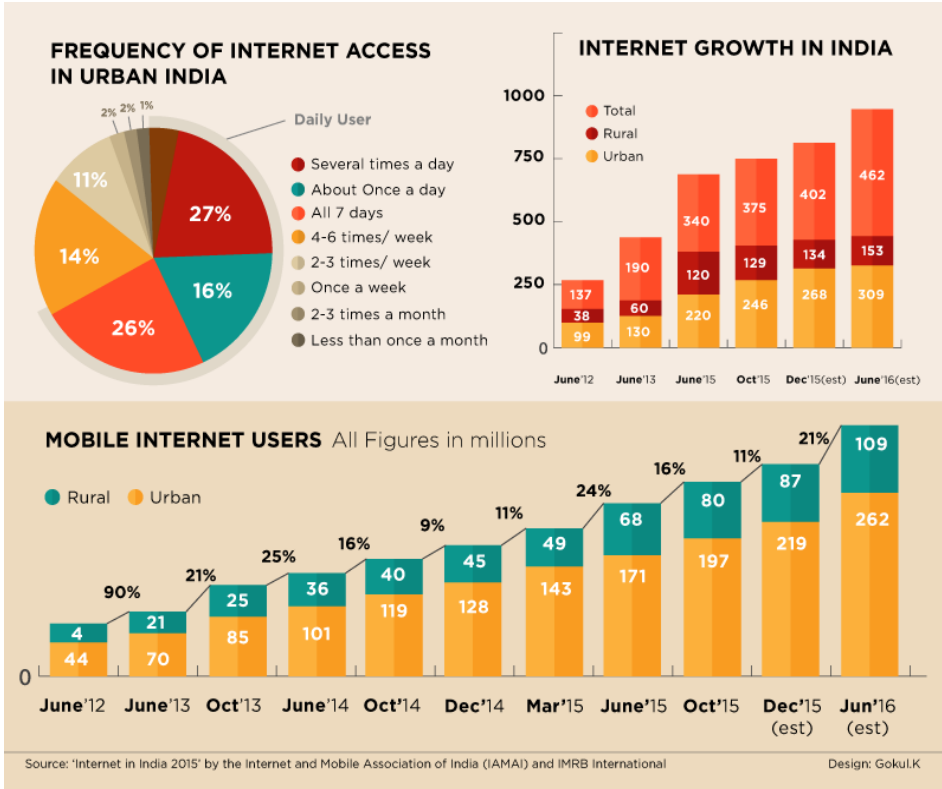 FREQUENCY OF INTERNET ACCESS
IN URBAN INDIA
2% 2% 1%
Daily User
11%
27%
14%
16%
26%
Several times a day
About Once a day
All 7 days
4-6 times/ week
2-3 times/ week
Once a week
2-3 times a month
Less than once a month
INTERNET GROWTH IN INDIA
1000
750
500
250
0
Total
Rural
Urban
137
38
99
190
60
130
340
120
220
375
129
246
402
134
268
462
153
309
June'12 June'13 June'15 Oct'15 Dec'15(est) June'16(est)
MOBILE INTERNET USERS All Figures in millions
Rural Urban
90% 21% 25% 16% 9% 11% 24% 16% 11% 21%
4 21 25 36 40 45 49 68 80 87 109
44 70 85 101 119 128 143 171 197 219 262
0
June'12 June'13 Oct'13 June'14 Oct'14 Dec'14 Mar'15 June'15 Oct'15 Dec'15 Jun'16
(est) (est)
Source: 'Internet in India 2015' by the Internet and Mobile Association of India (IAMAI) and IMRB International
Design: Gokul.K